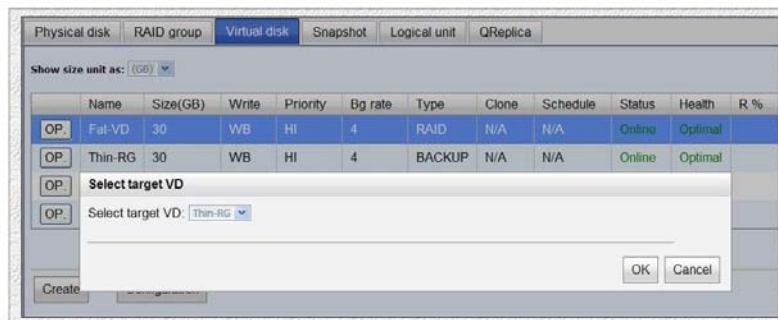 Physical disk RAID group Virtual disk Snapshot Logical unit QReplica
Show size unit as: (GB)
Name Size(GB) Write Priority Bg rate Type Clone Schedule Status Health R %
OP. Fat-VD 30 WB HI 4 RAID N/A N/A Online Optimal
OP. Thin-RG 30 WB HI 4 BACKUP N/A N/A Online Optimal
OP.
Select target VD
OP.
Select target VD: Thin-RG
OK Cancel
Create